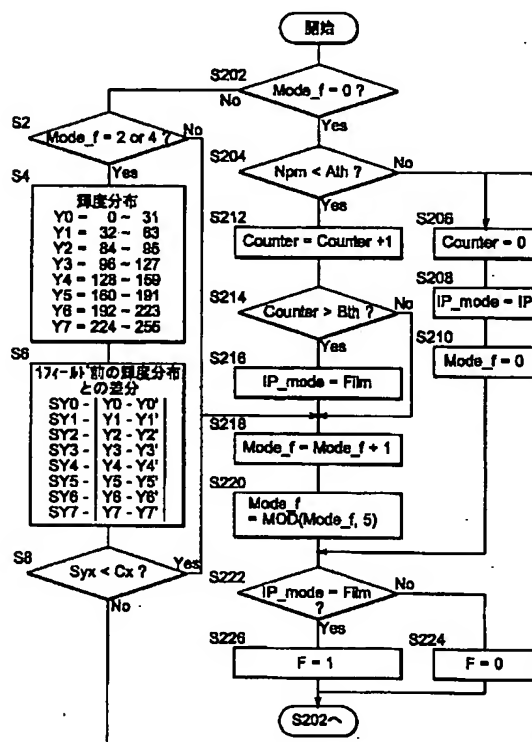 開始
S202
Mode_f = 0 ?
No
Yes
S2
Mode_f = 2 or 4 ?
No
Yes
S204
Npm < Ath ?
No
Yes
S4
輝度分布
Y0 = 0 ~ 31
Y1 = 32 ~ 63
Y2 = 64 ~ 95
Y3 = 96 ~ 127
Y4 = 128 ~ 159
Y5 = 160 ~ 191
Y6 = 192 ~ 223
Y7 = 224 ~ 255
S212
Counter = Counter +1
S206
Counter = 0
S208
IP_mode = IP
S210
Mode_f = 0
S214
Counter > Bth ?
No
Yes
S216
IP_mode = Film
S6
1フィールド前の輝度分布
との差分
SY0 - | Y0 - Y0' |
SY1 - | Y1 - Y1' |
SY2 - | Y2 - Y2' |
SY3 - | Y3 - Y3' |
SY4 - | Y4 - Y4' |
SY5 - | Y5 - Y5' |
SY6 - | Y6 - Y6' |
SY7 - | Y7 - Y7' |
S218
Mode_f = Mode_f + 1
S220
Mode_f
= MOD(Mode_f, 5)
S8
Syx < Cx ?
Yes
No
S222
IP_mode = Film
?
No
Yes
S226
F = 1
S224
F = 0
S202へ